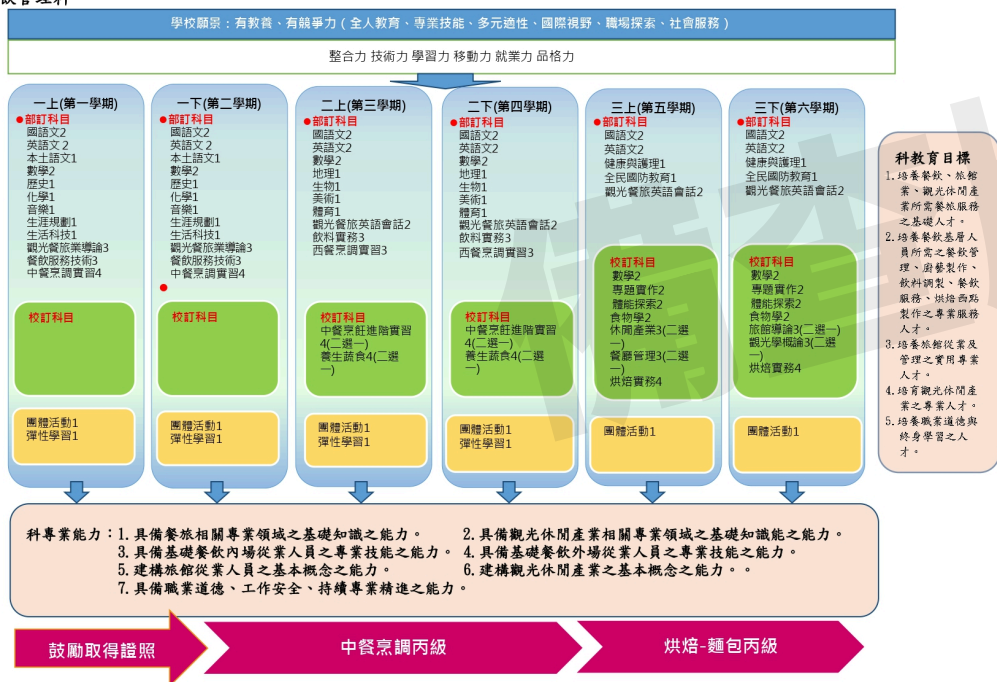 學校願景：有教養、有競爭力（全人教育、專業技能、多元適性、國際視野、職場探索、社會服務）
整合力 技術力 學習力 移動力 就業力 品格力
一上(第一學期)
●部訂科目
國語文2
英語文 2
本土語文1
數學2
歷史1
化學1
音樂1
生涯規劃1
生活科技1
觀光餐旅業導論3
餐飲服務技術3
中餐烹調實習4
校訂科目
團體活動1
彈性學習1
一下(第二學期)
●部訂科目
國語文2
英語文 2
本土語文1
數學2
歷史1
化學1
音樂1
生涯規劃1
生活科技1
觀光餐旅業導論3
餐飲服務技術3
中餐烹調實習4
●
校訂科目
團體活動1
彈性學習1
二上(第三學期)
●部訂科目
國語文2
英語文2
數學2
地理1
生物1
美術1
體育1
觀光餐旅英語會話2
飲料實務3
西餐烹調實習3
校訂科目
中餐烹飪進階實習
4(二選一)
養生蔬食4(二選
一)
團體活動1
彈性學習1
二下(第四學期)
●部訂科目
國語文2
英語文2
數學2
地理1
生物1
美術1
體育1
觀光餐旅英語會話2
飲料實務3
西餐烹調實習3
校訂科目
中餐烹飪進階實習
4(二選一)
養生蔬食4(二選
一)
團體活動1
彈性學習1
三上(第五學期)
●部訂科目
國語文2
英語文2
健康與護理1
全民國防教育1
觀光餐旅英語會話2
校訂科目
數學2
專題實作2
體能探索2
食物學2
休閒產業3(二選
一)
餐廳管理3(二選
一)
烘焙實務4
團體活動1
三下(第六學期)
●部訂科目
國語文2
英語文2
健康與護理1
全民國防教育1
觀光餐旅英語會話2
校訂科目
數學2
專題實作2
體能探索2
食物學2
旅館導論3(二選一)
觀光學概論3(二選
一)
烘焙實務4
團體活動1
科教育目標
1.培養餐飲、旅館
業、觀光休閒產
業所需餐旅服務
之基礎人才。
2.培養餐飲基層人
員所需之餐飲管
理、廚藝製作、
飲料調製、餐飲
服務、烘焙西點
製作之專業服務
人才。
3.培養旅館從業及
管理之實用專業
人才。
4.培育觀光休閒產
業之專業人才。
5.培養職業道德與
終身學習之人
才。
科專業能力：1.具備餐旅相關專業領域之基礎知識之能力。 2.具備觀光休閒產業相關專業領域之基礎知識能之能力。
3.具備基礎餐飲內場從業人員之專業技能之能力。 4.具備基礎餐飲外場從業人員之專業技能之能力。
5.建構旅館從業人員之基本概念之能力。 6.建構觀光休閒產業之基本概念之能力。。
7.具備職業道德、工作安全、持續專業精進之能力。
鼓勵取得證照
中餐烹調丙級
烘焙-麵包丙級